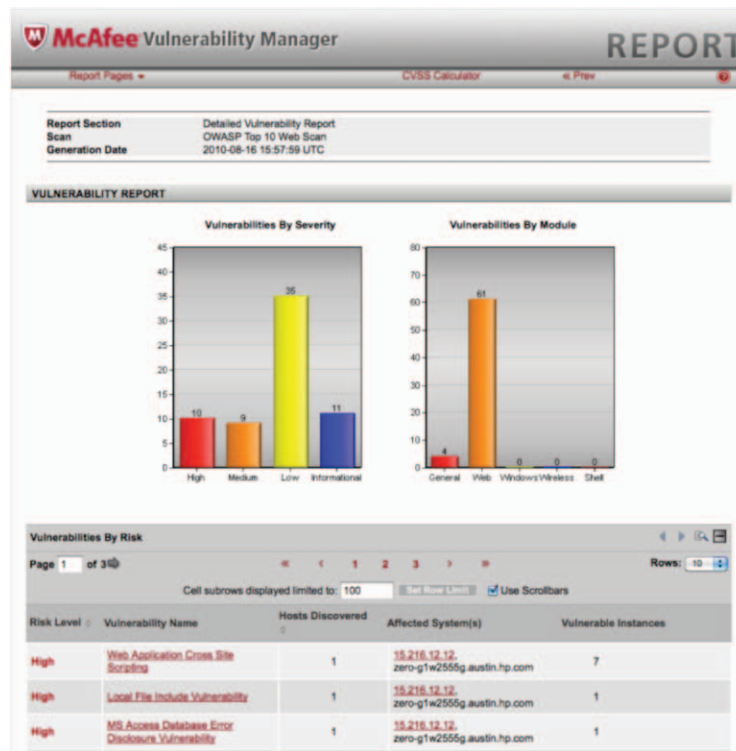 McAfee Vulnerability Manager
REPORT
Report Pages
CVSS Calculator
« Prev
?
Report Section Detailed Vulnerability Report
Scan OWASP Top 10 Web Scan
Generation Date 2010-08-16 15:57:59 UTC
VULNERABILITY REPORT
Vulnerabilities By Severity
45
40
35
30
25
20
15
10
5
0
10
9
35
11
High Medium Low Informational
Vulnerabilities By Module
80
70
60
50
40
30
20
10
0
4
61
0
0
0
General Web Windows Wireless Shell
Vulnerabilities By Risk
Page 1 of 3
« ‹ 1 2 3 › »
Rows: 10
Cell subrows displayed limited to: 100 Set Row Limit Use Scrollbars
Risk Level Vulnerability Name Hosts Discovered Affected System(s) Vulnerable Instances
High Web Application Cross Site Scripting 1 15.216.12.12, zero-g1w2555g.austin.hp.com 7
High Local File Include Vulnerability 1 15.216.12.12, zero-g1w2555g.austin.hp.com 1
High MS Access Database Error Disclosure Vulnerability 1 15.216.12.12, zero-g1w2555g.austin.hp.com 1